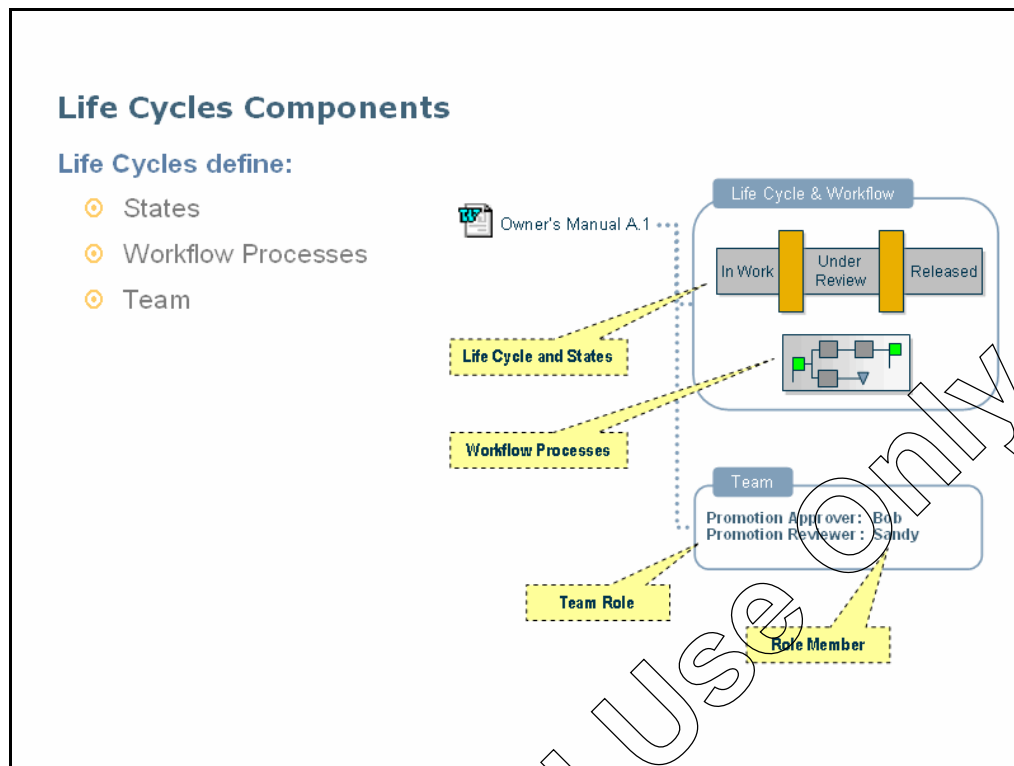 Life Cycles Components
Life Cycles define:
States
Workflow Processes
Team
Owner's Manual A.1
Life Cycle & Workflow
In Work
Under
Review
Released
Life Cycle and States
Workflow Processes
Team
Promotion Approver: Bob
Promotion Reviewer : Sandy
Team Role
Role Member
Use Only